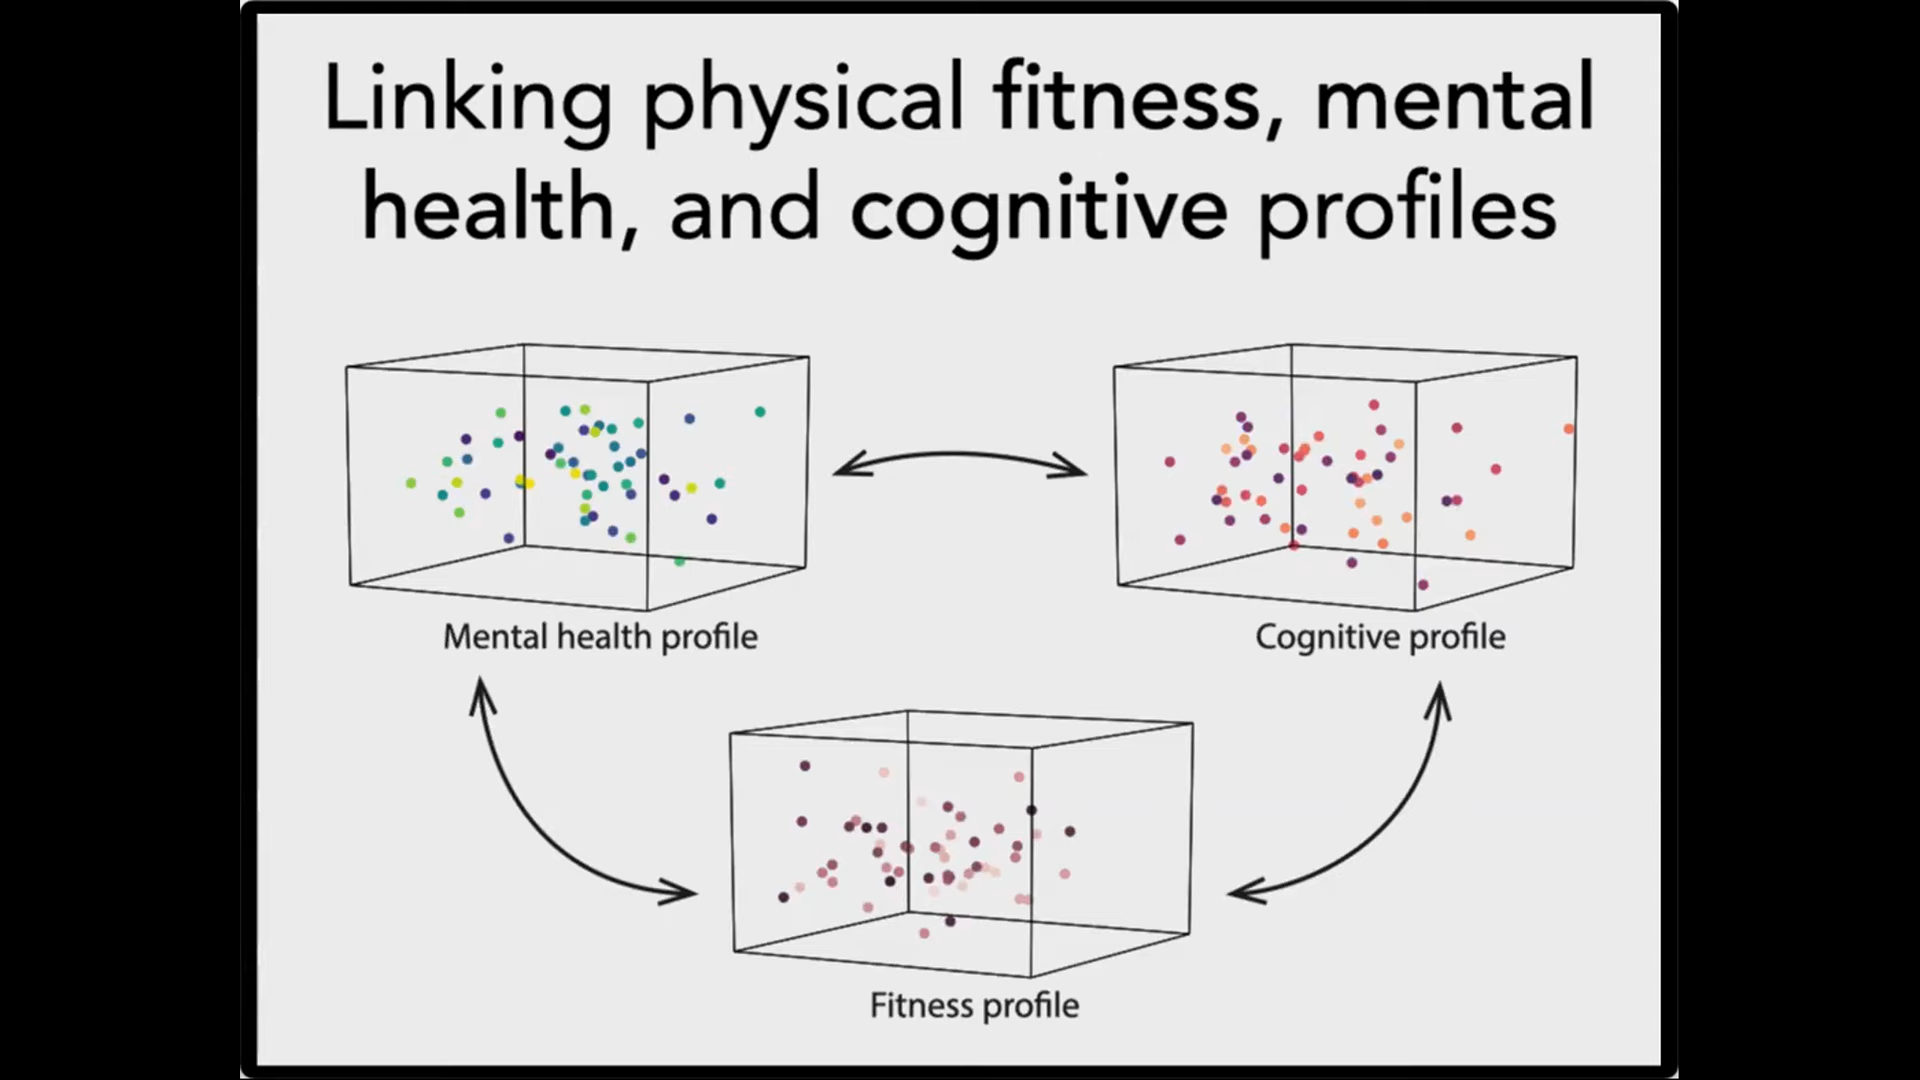 Linking physical fitness, mental
health, and cognitive profiles
Mental health profile
Cognitive profile
Fitness profile